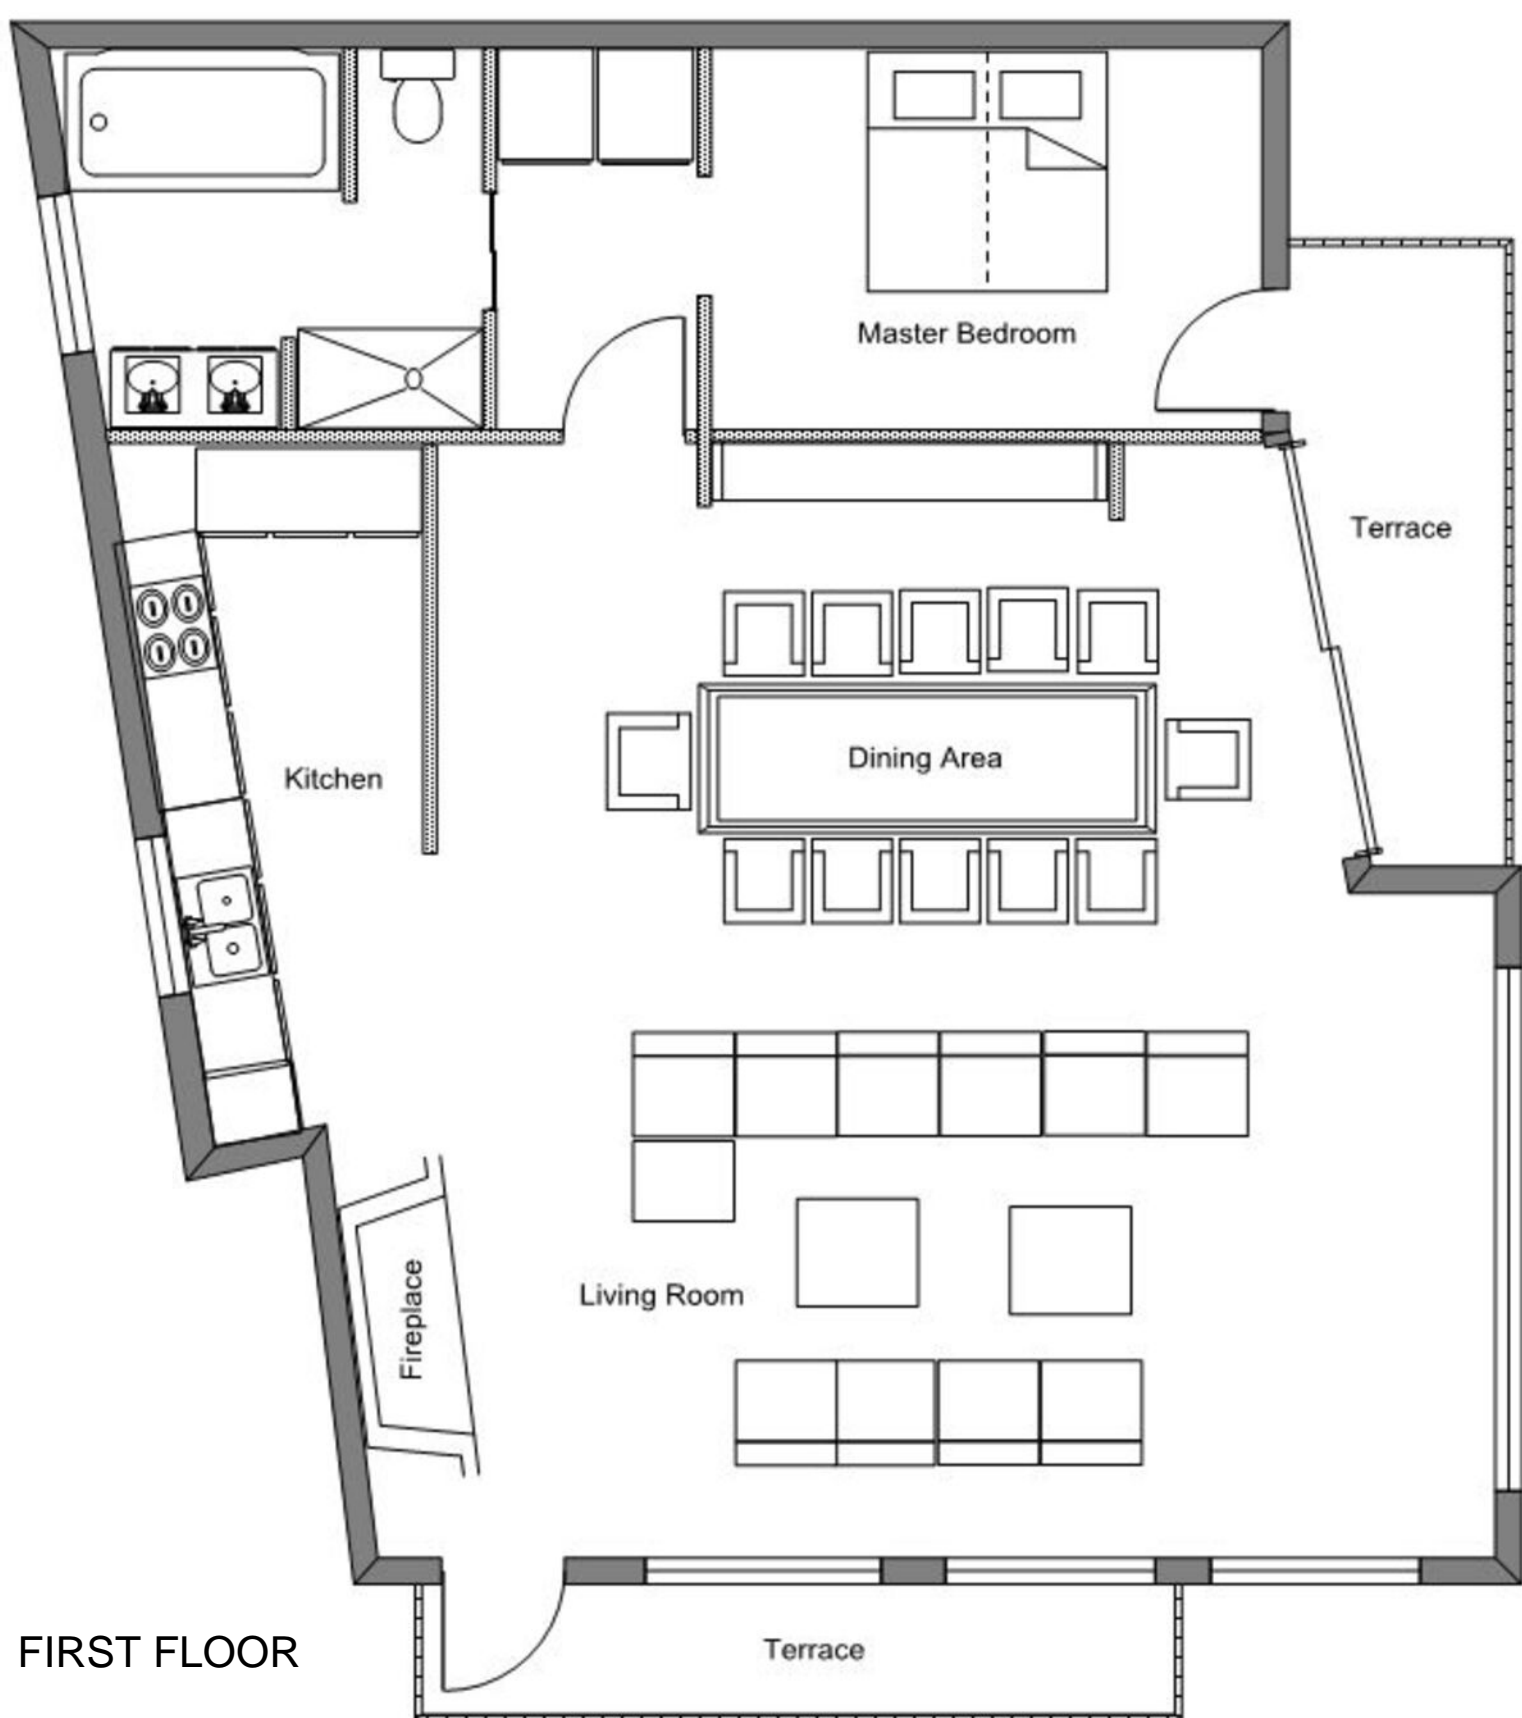 Master Bedroom
Terrace
Dining Area
Kitchen
Living Room
Fireplace
FIRST FLOOR
Terrace